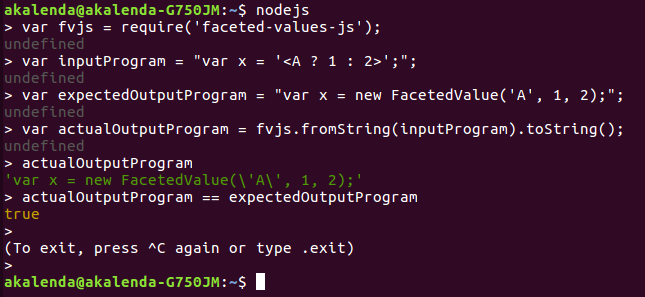 akalenda@akalenda-G750JM:~$ nodejs
> var fvjs = require('faceted-values-js');
undefined
> var inputProgram = "var x = '<A ? 1 : 2>';";
undefined
> var expectedOutputProgram = "var x = new FacetedValue('A', 1, 2);";
undefined
> var actualOutputProgram = fvjs.fromString(inputProgram).toString();
undefined
> actualOutputProgram
'var x = new FacetedValue(\'A\', 1, 2);'
> actualOutputProgram == expectedOutputProgram
true
>
(To exit, press ^C again or type .exit)
>
akalenda@akalenda-G750JM:~$